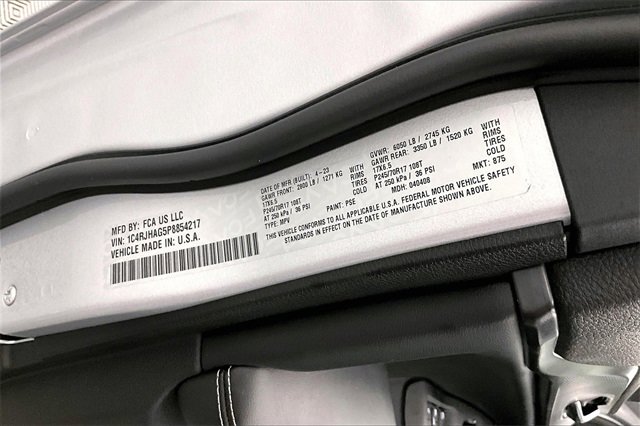 MFD BY: FCA US LLC
VIN: 1C4RJHAG5P8854217
VEHICLE MADE IN U.S.A.
DATE OF MFR (BUILT): 4-23 GVWR: 6050 LB / 2745 KG
GAWR FRONT: 2800 LB / 1271 KG WITH GAWR REAR: 3350 LB / 1520 KG WITH
17X6.5 RIMS 17X6.5 RIMS
P245/70R17 108T TIRES P245/70R17 108T TIRES
AT 250 kPa / 36 PSI COLD AT 250 kPa / 36 PSI COLD
TYPE: MPV MDH: 040408 MKT: 875
PAINT: PSE
THIS VEHICLE CONFORMS TO ALL APPLICABLE U.S.A. FEDERAL MOTOR VEHICLE SAFETY
STANDARDS IN EFFECT ON THE DATE OF MANUFACTURE SHOWN ABOVE.